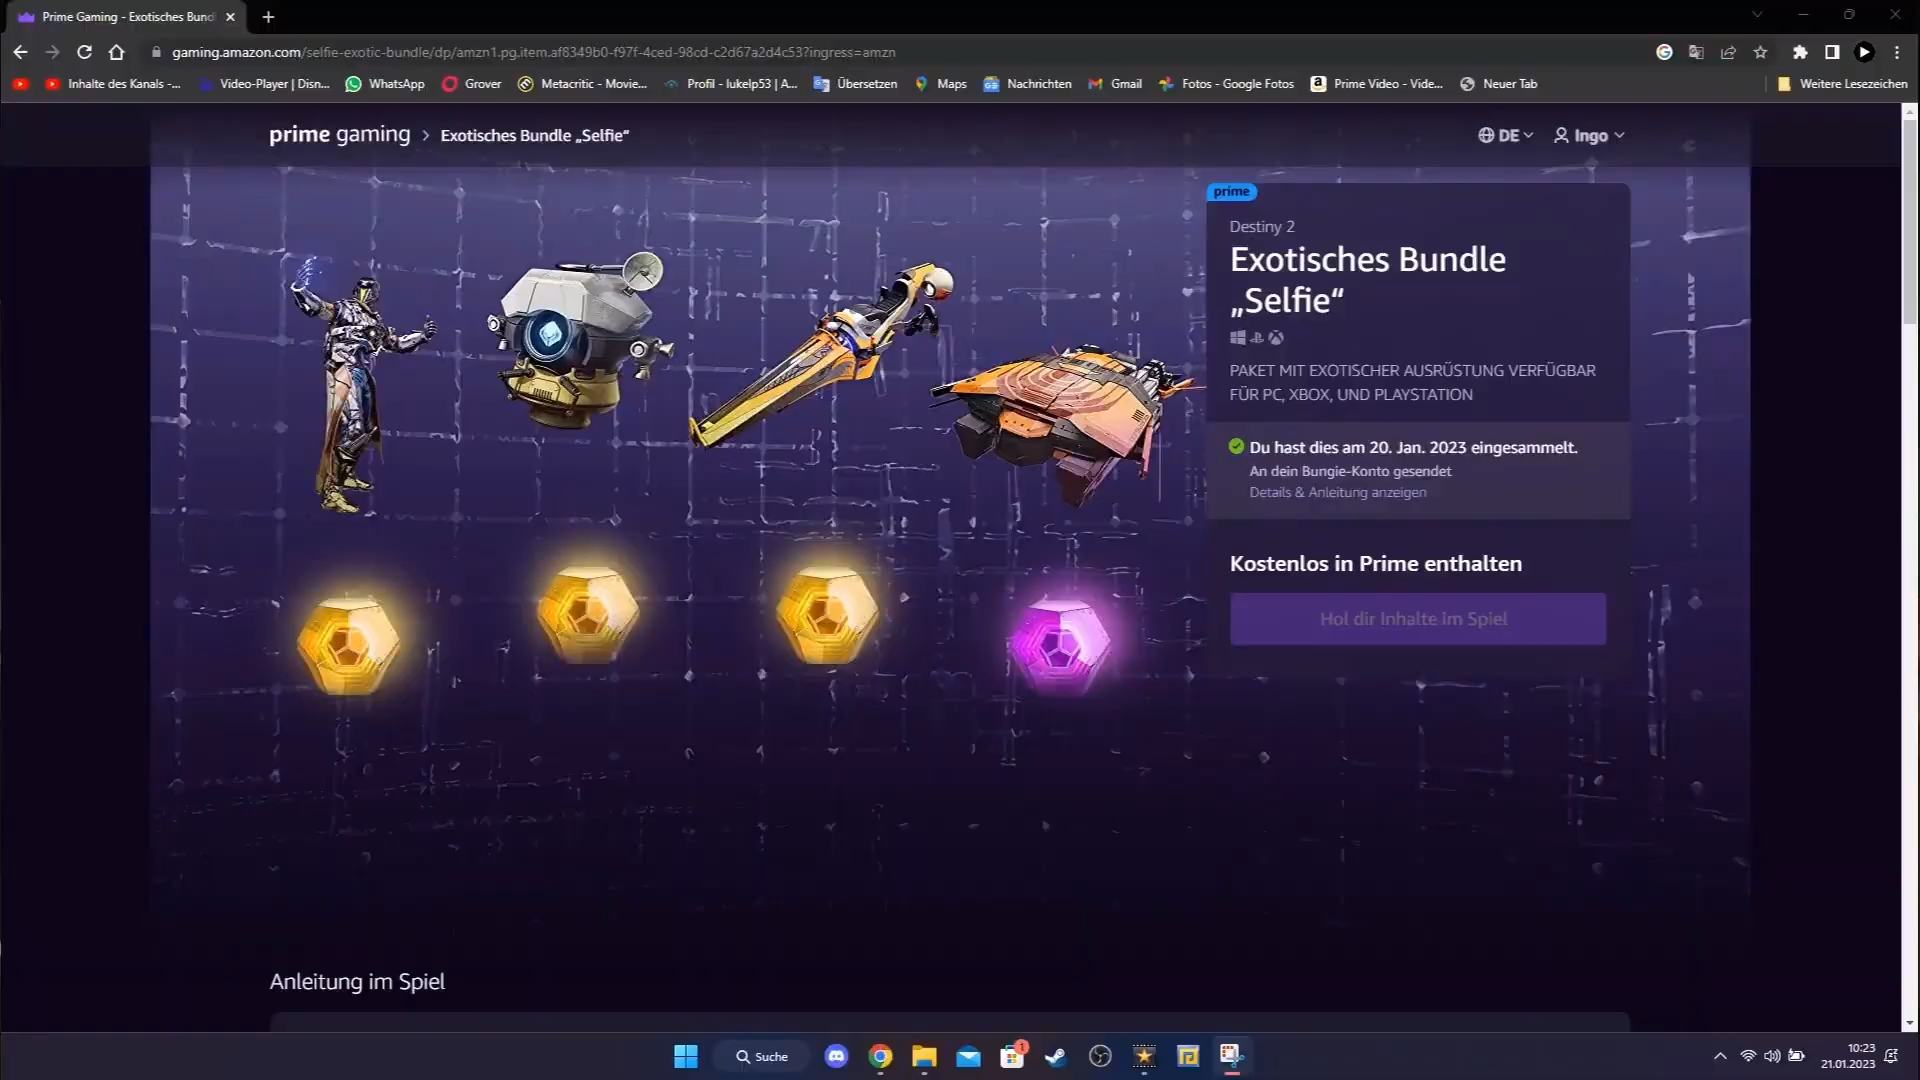 Prime Gaming - Exotisches Bund
gaming.amazon.com/selfie-exotic-bundle/dp/amzn1.pg.item.af8349b0-f97f-4ced-98cd-c2d67a2d4c53?ingress=amzn
Inhalte des Kanals -... Video-Player | Disn... WhatsApp Grover Metacritic - Movie... Profil - lukelp53 | A... Übersetzen Maps Nachrichten Gmail Fotos - Google Fotos Prime Video - Vide... Neuer Tab Weitere Lesezeichen
prime gaming > Exotisches Bundle „Selfie“ DE Ingo
prime
Destiny 2
Exotisches Bundle
„Selfie“
PAKET MIT EXOTISCHER AUSRÜSTUNG VERFÜGBAR
FÜR PC, XBOX, UND PLAYSTATION
Du hast dies am 20. Jan. 2023 eingesammelt.
An dein Bungie-Konto gesendet
Details & Anleitung anzeigen
Kostenlos in Prime enthalten
Hol dir Inhalte im Spiel
Anleitung im Spiel
Suche 1 10:23
21.01.2023